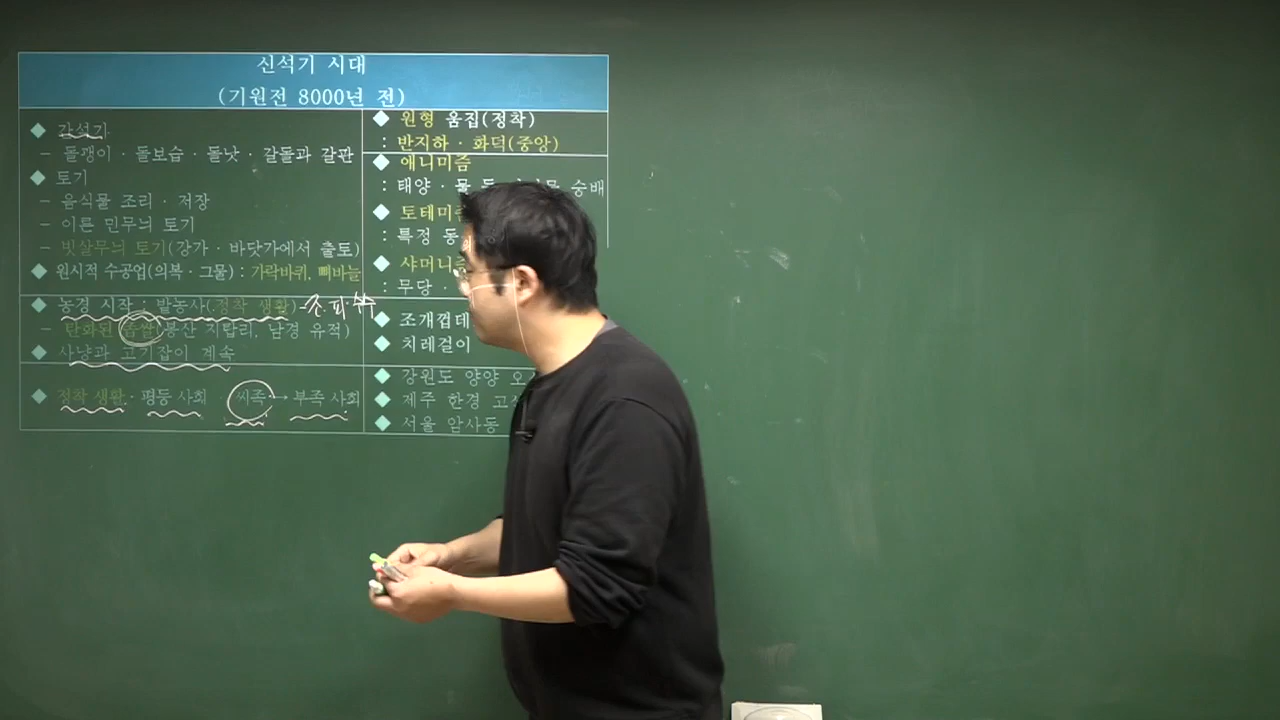 신석기 시대
(기원전 8000년 전)
◆ 간석기
- 돌괭이 · 돌보습 · 돌낫 · 갈돌과 갈판
◆ 토기
- 음식물 조리 · 저장
- 이른 민무늬 토기
- 빗살무늬 토기(강가 · 바닷가에서 출토)
◆ 원시적 수공업(의복 · 그물) : 가락바퀴, 뼈바늘
◆ 농경 시작 : 밭농사(정착 생활) - 조.피.수
- 탄화된 좁쌀(봉산 지탑리, 남경 유적)
◆ 사냥과 고기잡이 계속
◆ 정착 생활 · 평등 사회 · 씨족→ 부족 사회
◆ 원형 움집(정착)
: 반지하 · 화덕(중앙)
◆ 애니미즘
: 태양 · 물 숭배
◆ 토테미즘
: 특정
◆ 샤머니즘
: 무당 ·
◆ 조개껍데
◆ 치레걸이
◆ 강원도 양양
◆ 제주 한경
◆ 서울 암사동